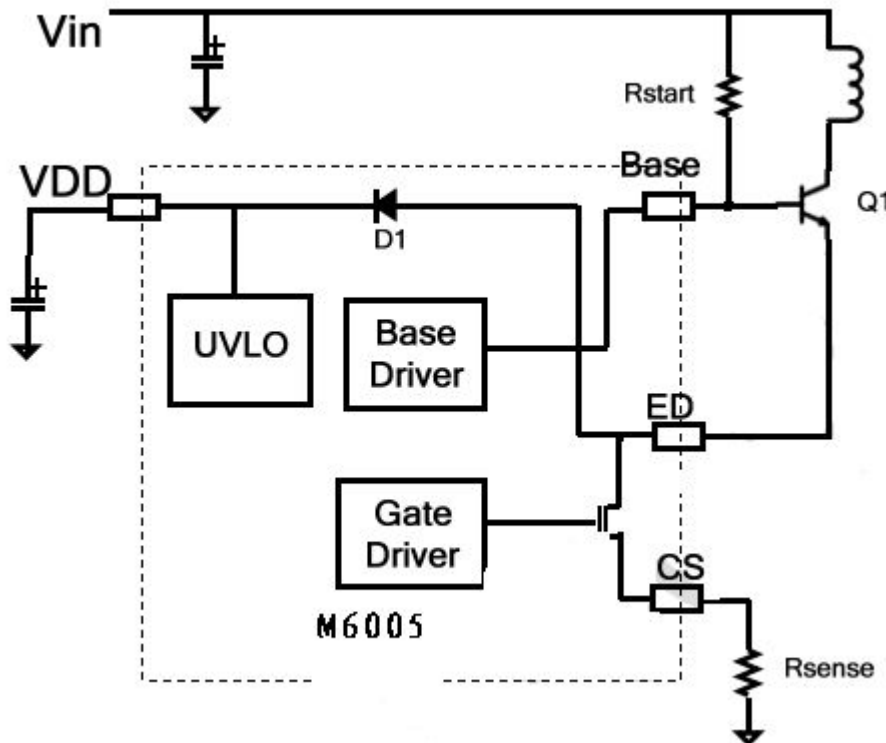 Vin
Rstart
VDD
Base
Q1
D1
UVLO
Base
Driver
ED
Gate
Driver
CS
M6005
Rsense